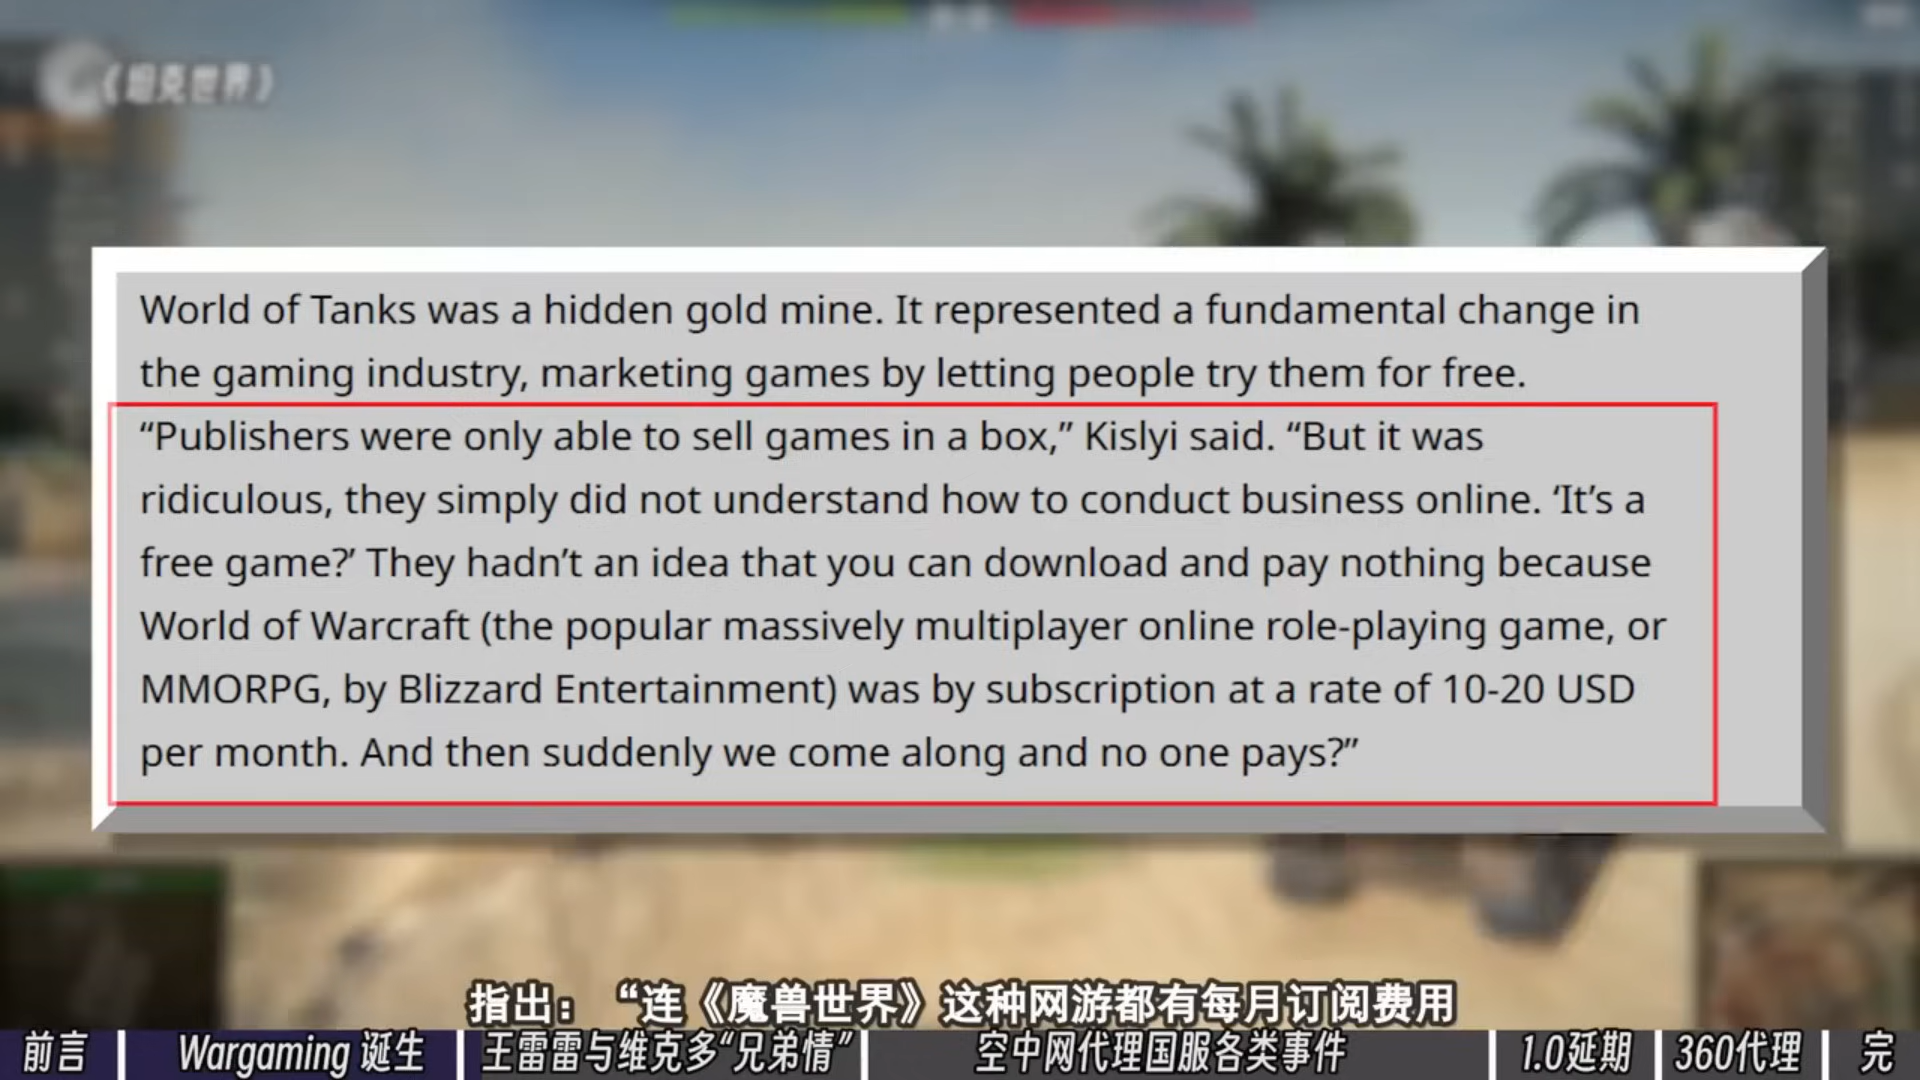 《坦克世界》
World of Tanks was a hidden gold mine. It represented a fundamental change in
the gaming industry, marketing games by letting people try them for free.
“Publishers were only able to sell games in a box,” Kislyi said. “But it was
ridiculous, they simply did not understand how to conduct business online. ‘It’s a
free game?’ They hadn’t an idea that you can download and pay nothing because
World of Warcraft (the popular massively multiplayer online role-playing game, or
MMORPG, by Blizzard Entertainment) was by subscription at a rate of 10-20 USD
per month. And then suddenly we come along and no one pays?”
指出：“连《魔兽世界》这种网游都有每月订阅费用
前言
Wargaming 诞生
王雷雷与维克多“兄弟情”
空中网代理国服各类事件
1.0延期
360代理
完